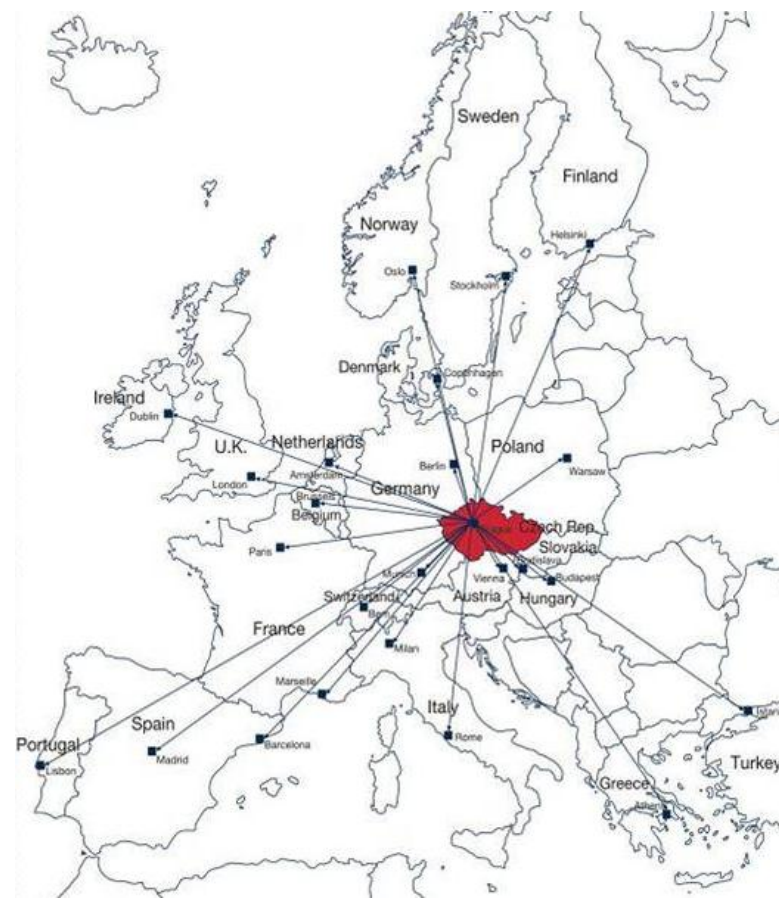 Sweden
Finland
Norway
Helsinki
Oslo
Stockholm
Denmark
Copenhagen
Ireland
Dublin
U.K.
Netherlands
Poland
Berlin
Warsaw
Amsterdam
London
Germany
Brussels
Belgium
Czech Rep
Slovakia
Paris
Munich
Vienna
Budapest
Switzerland
Austria
Hungary
Bern
France
Milan
Marseille
Italy
Spain
Portugal
Barcelona
Rome
Madrid
Lisbon
Turkey
Greece